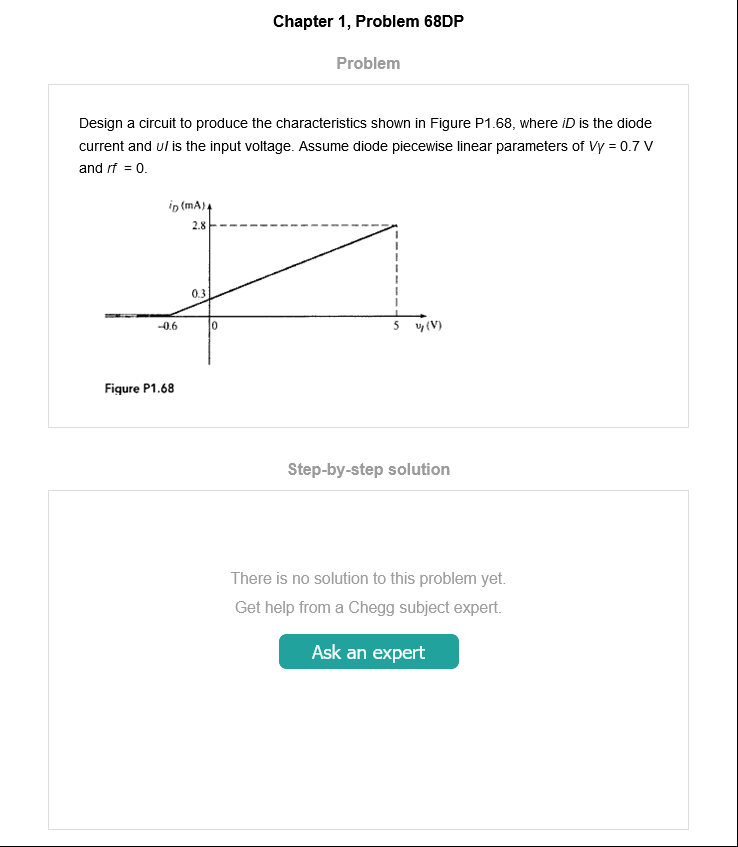 Chapter 1, Problem 68DP
Problem
Design a circuit to produce the characteristics shown in Figure P1.68, where iD is the diode
current and υI is the input voltage. Assume diode piecewise linear parameters of Vγ = 0.7 V
and rf = 0.
iD (mA)
2.8
0.3
-0.6
0
5
υI (V)
Figure P1.68
Step-by-step solution
There is no solution to this problem yet.
Get help from a Chegg subject expert.
Ask an expert